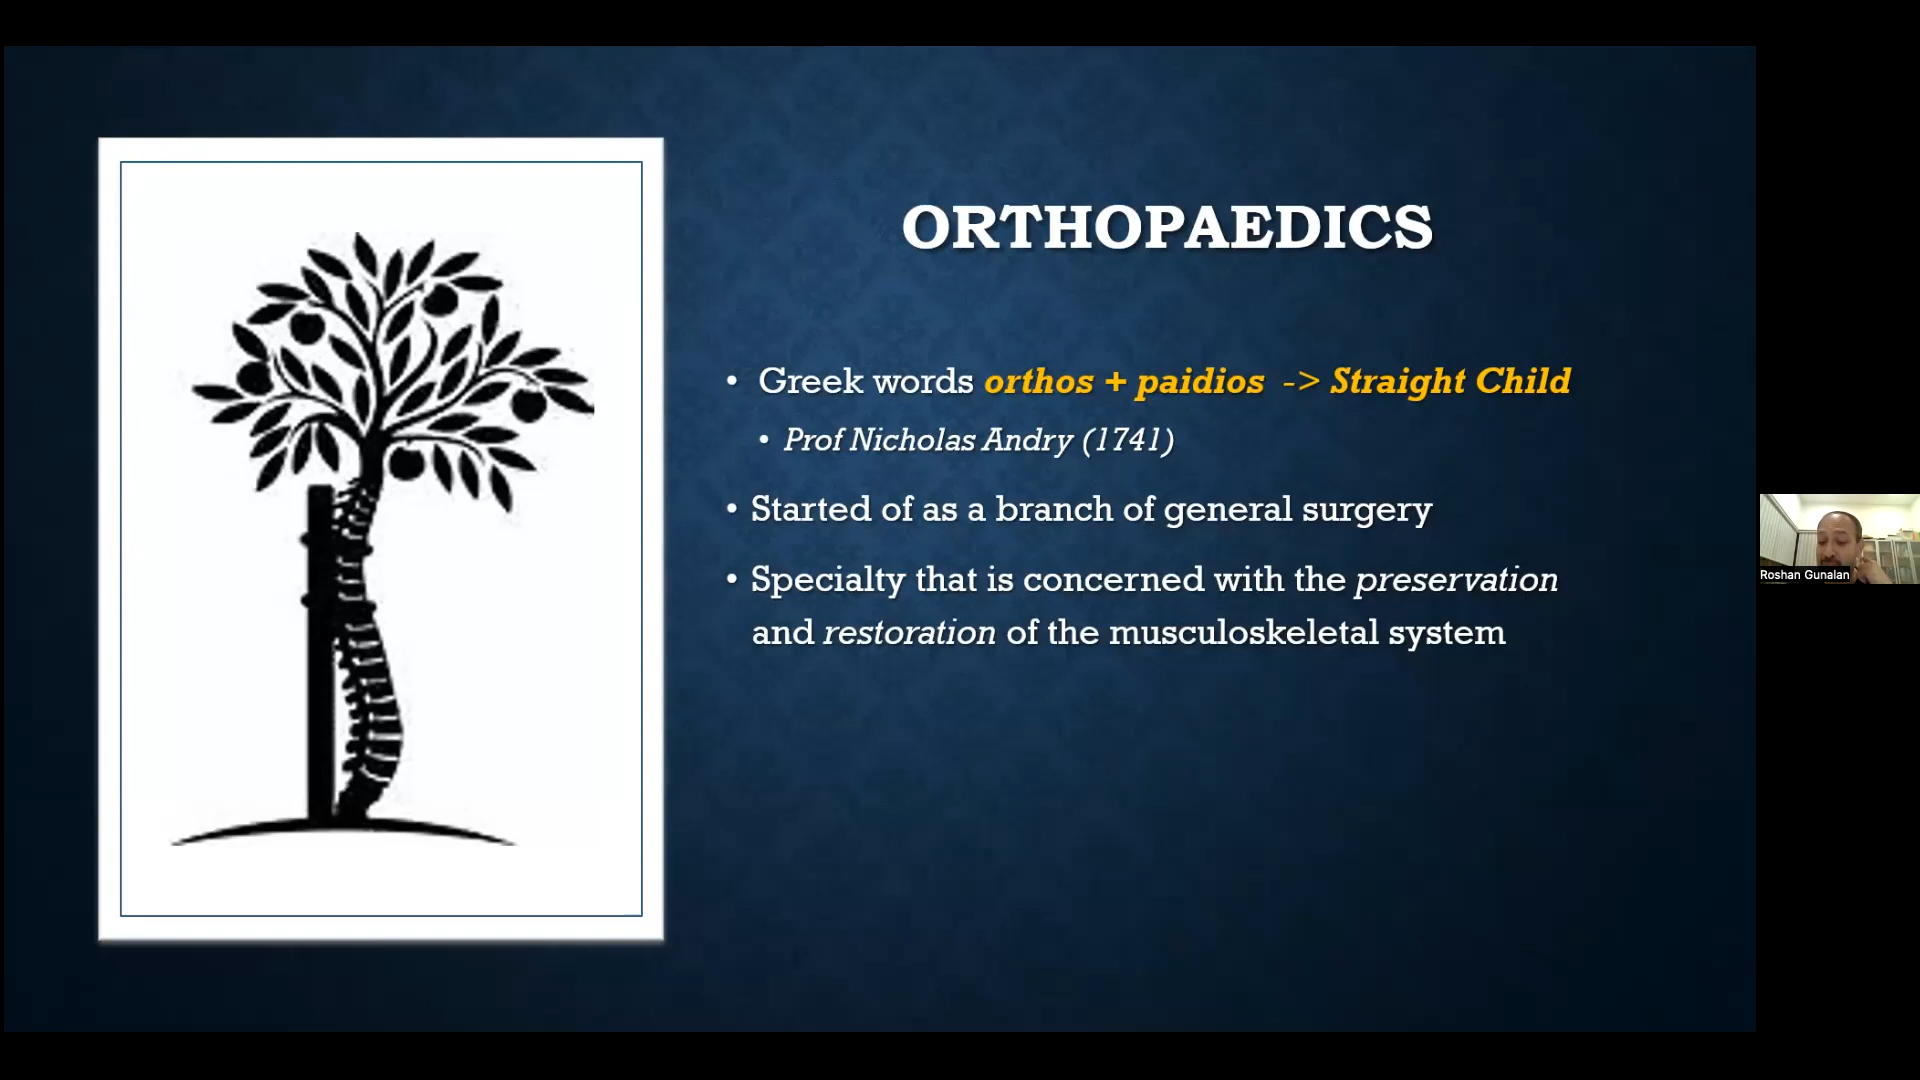 ORTHOPAEDICS
• Greek words orthos + paidios -> Straight Child
• Prof Nicholas Andry (1741)
• Started of as a branch of general surgery
• Specialty that is concerned with the preservation
and restoration of the musculoskeletal system
Roshan Gunalan